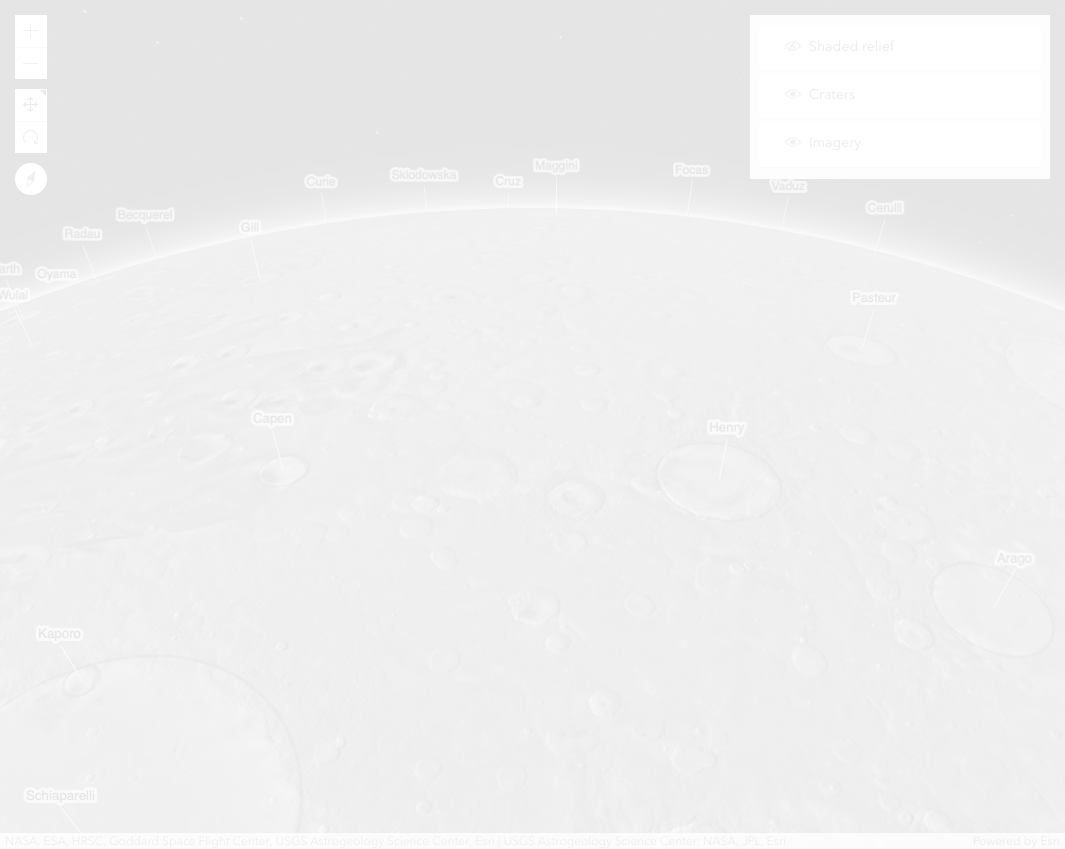 Shaded relief
Craters
Imagery
Maggini
Focas
Sklodowska
Curie
Cruz
Vaduz
Cerulli
Becquerel
Gill
Radau
arth
Oyama
Wulai
Pasteur
Capen
Henry
Arago
Kaporo
Schiaparelli
NASA, ESA, HRSC, Goddard Space Flight Center, USGS Astrogeology Science Center, Esri | USGS Astrogeology Science Center, NASA, JPL, Esri
Powered by Esri